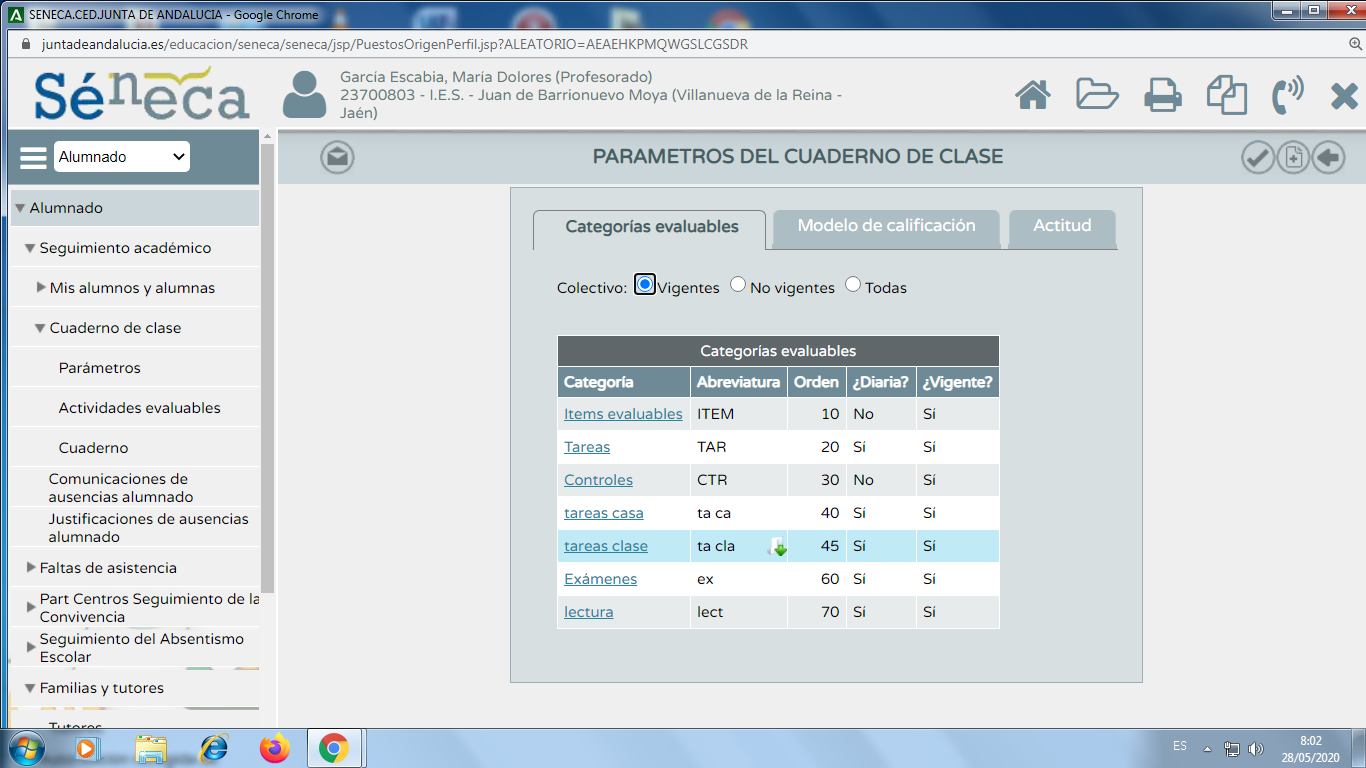 SENECA.CED.JUNTA DE ANDALUCIA - Google Chrome
juntadeandalucia.es/educacion/seneca/seneca/jsp/PuestosOrigenPerfil.jsp?ALEATORIO=AEAEHKPMQWGSLCGSDR
Séneca
García Escabia, María Dolores (Profesorado)
23700803 - I.E.S. - Juan de Barrionuevo Moya (Villanueva de la Reina -
Jaén)
Alumnado
PARAMETROS DEL CUADERNO DE CLASE
Alumnado
Seguimiento académico
Mis alumnos y alumnas
Cuaderno de clase
Parámetros
Actividades evaluables
Cuaderno
Comunicaciones de
ausencias alumnado
Justificaciones de ausencias
alumnado
Faltas de asistencia
Part Centros Seguimiento de la
Convivencia
Seguimiento del Absentismo
Escolar
Familias y tutores
Tutores
Categorías evaluables Modelo de calificación Actitud
Colectivo: Vigentes No vigentes Todas
Categorías evaluables
Categoría Abreviatura Orden ¿Diaria? ¿Vigente?
Items evaluables ITEM 10 No Sí
Tareas TAR 20 Sí Sí
Controles CTR 30 No Sí
tareas casa ta ca 40 Sí Sí
tareas clase ta cla 45 Sí Sí
Exámenes ex 60 Sí Sí
lectura lect 70 Sí Sí
ES
8:02
28/05/2020